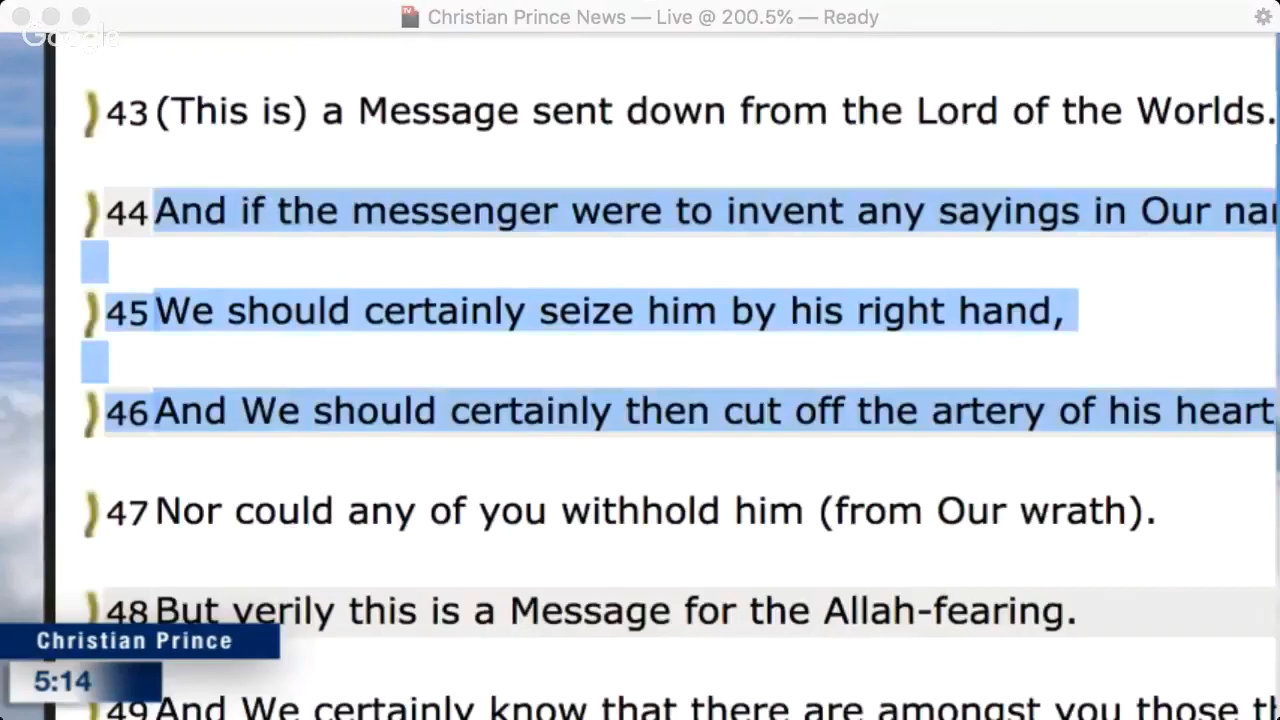 Christian Prince News — Live @ 200.5% — Ready
Google
43 (This is) a Message sent down from the Lord of the Worlds.
44 And if the messenger were to invent any sayings in Our
45 We should certainly seize him by his right hand,
46 And We should certainly then cut off the artery of his heart
47 Nor could any of you withhold him (from Our wrath).
48 But verily this is a Message for the Allah-fearing.
Christian Prince
5:14
49 And We certainly know that there are amongst you those